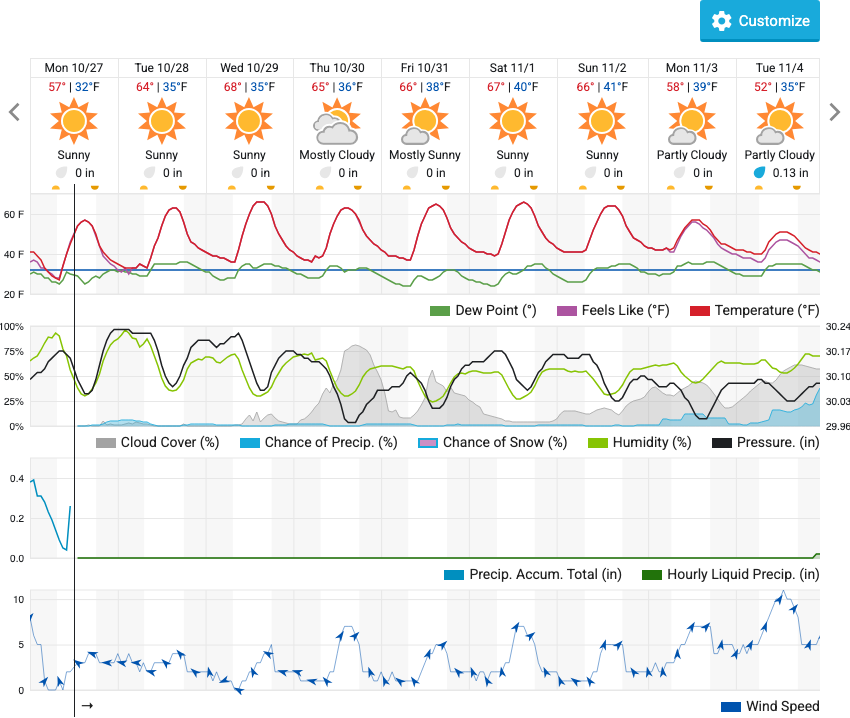 Customize
Mon 10/27 Tue 10/28 Wed 10/29 Thu 10/30 Fri 10/31 Sat 11/1 Sun 11/2 Mon 11/3 Tue 11/4
57° | 32°F 64° | 35°F 68° | 35°F 65° | 36°F 66° | 38°F 67° | 40°F 66° | 41°F 58° | 39°F 52° | 35°F
Sunny Sunny Sunny Mostly Cloudy Mostly Sunny Sunny Sunny Partly Cloudy Partly Cloudy
0 in 0 in 0 in 0 in 0 in 0 in 0 in 0 in 0.13 in
60 F
40 F
20 F
Dew Point (°) Feels Like (°F) Temperature (°F)
100% 30.24
75% 30.17
50% 30.10
25% 30.03
0% 29.96
Cloud Cover (%) Chance of Precip. (%) Chance of Snow (%) Humidity (%) Pressure. (in)
0.4
0.2
0.0
Precip. Accum. Total (in) Hourly Liquid Precip. (in)
10
5
0
→
Wind Speed